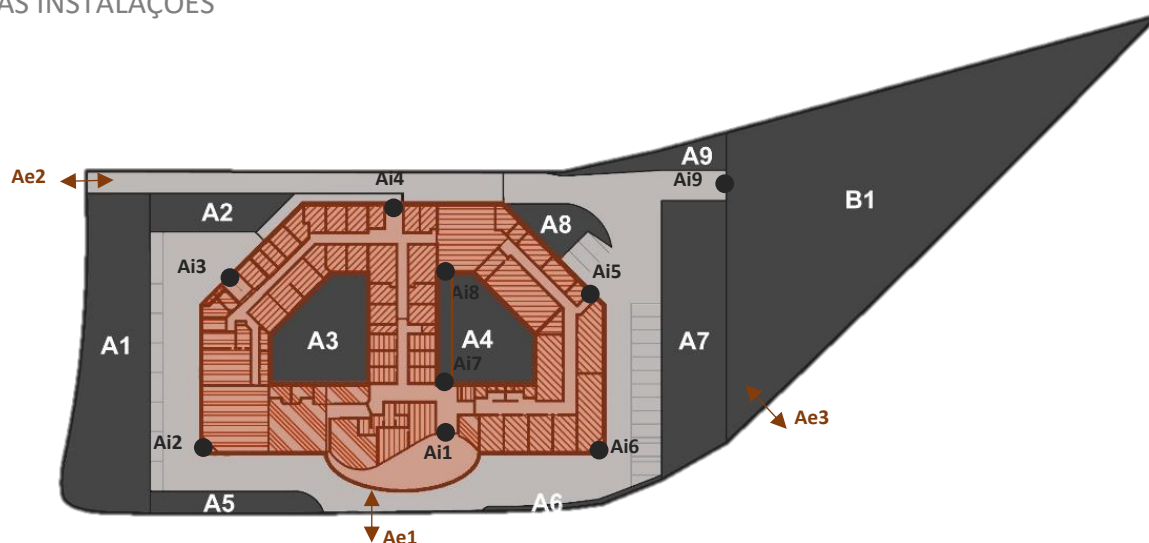 AS INSTALAÇÕES
A9
Ae2
Ai4
Ai9
B1
A2
A8
Ai3
Ai5
Ai8
A1
A3
A4
A7
Ai7
Ae3
Ai2
Ai1
Ai6
A5
A6
Ae1